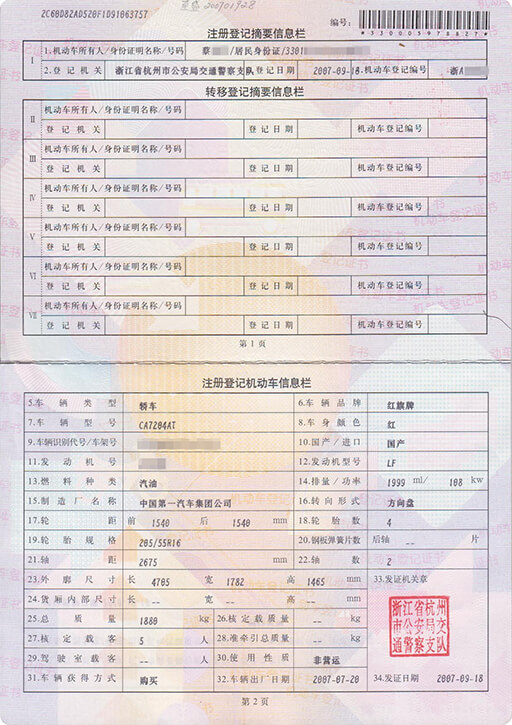 2C60D82AD520F1D91063757
注册登记摘要信息栏
编号:
*330005978827*
Ⅰ 1.机动车所有人/身份证明名称/号码 蔡 /居民身份证/3301
2.登记机关 浙江省杭州市公安局交通警察支队 登记日期 2007-09-18 机动车登记编号 浙A
转移登记摘要信息栏
Ⅱ 机动车所有人/身份证明名称/号码
登记机关 登记日期 机动车登记编号
Ⅲ 机动车所有人/身份证明名称/号码
登记机关 登记日期 机动车登记编号
Ⅳ 机动车所有人/身份证明名称/号码
登记机关 登记日期 机动车登记编号
Ⅴ 机动车所有人/身份证明名称/号码
登记机关 登记日期 机动车登记编号
Ⅵ 机动车所有人/身份证明名称/号码
登记机关 登记日期 机动车登记编号
Ⅶ 机动车所有人/身份证明名称/号码
登记机关 登记日期 机动车登记编号
第1页
注册登记机动车信息栏
5.车辆类型 轿车 6.车辆品牌 红旗牌
7.车辆型号 CA7204AT 8.车身颜色 红
9.车辆识别代号/车架号 10.国产/进口 国产
11.发动机号 12.发动机型号 LF
13.燃料种类 汽油 14.排量/功率 1999 ml/ 108 kw
15.制造厂名称 中国第一汽车集团公司 16.转向形式 方向盘
17.轮距 前 1540 后 1540 mm 18.轮胎数 4
19.轮胎规格 205/55R16 20.钢板弹簧片数 后轴 -- 片
21.轴距 2675 mm 22.轴数 2
23.外廓尺寸 长 4705 宽 1782 高 1465 mm 33.发证机关章
24.货厢内部尺寸 长 -- 宽 -- 高 -- mm
25.总质量 1880 kg 26.核定载质量 -- kg
27.核定载客 5 人 28.准牵引总质量 -- kg
29.驾驶室载客 -- 人 30.使用性质 非营运
31.车辆获得方式 购买 32.车辆出厂日期 2007-07-20 34.发证日期 2007-09-18
浙江省杭州
市公安局交
通警察支队
第2页